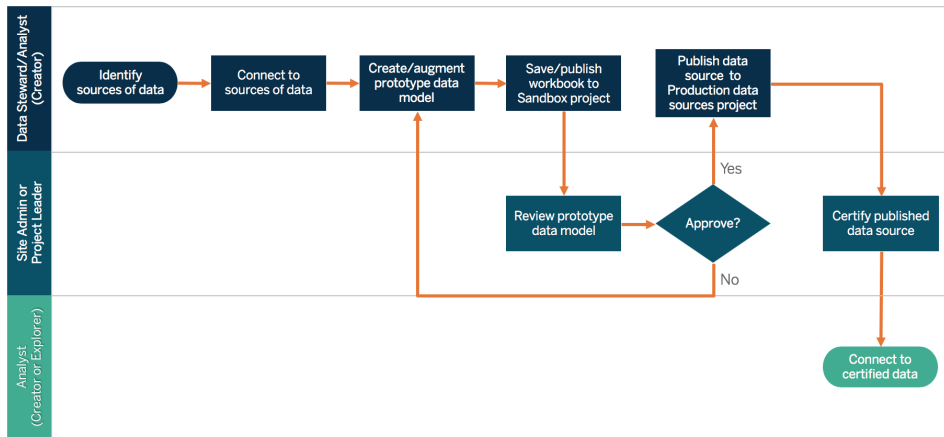 Data Steward/Analyst
(Creator)
Identify
sources of data
Connect to
sources of data
Create/augment
prototype data
model
Save/publish
workbook to
Sandbox project
Publish data
source to
Production data
sources project
Yes
Site Admin or
Project Leader
Review prototype
data model
Approve?
Certify published
data source
No
Analyst
(Creator or Explorer)
Connect to
certified data